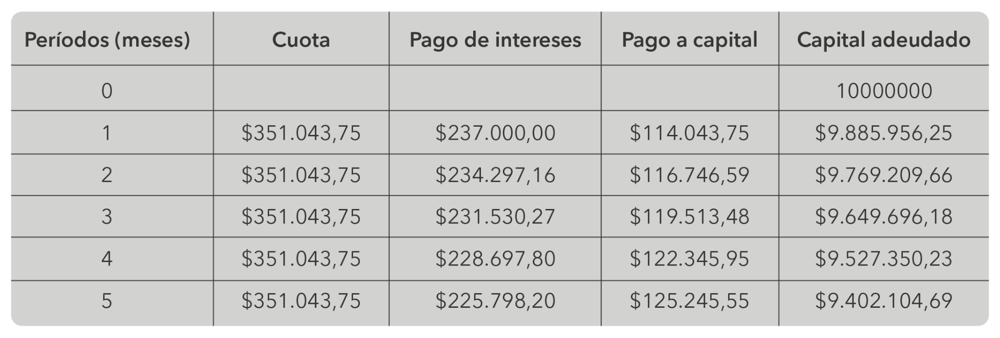 Períodos (meses) Cuota Pago de intereses Pago a capital Capital adeudado
0 10000000
1 $351.043,75 $237.000,00 $114.043,75 $9.885.956,25
2 $351.043,75 $234.297,16 $116.746,59 $9.769.209,66
3 $351.043,75 $231.530,27 $119.513,48 $9.649.696,18
4 $351.043,75 $228.697,80 $122.345,95 $9.527.350,23
5 $351.043,75 $225.798,20 $125.245,55 $9.402.104,69